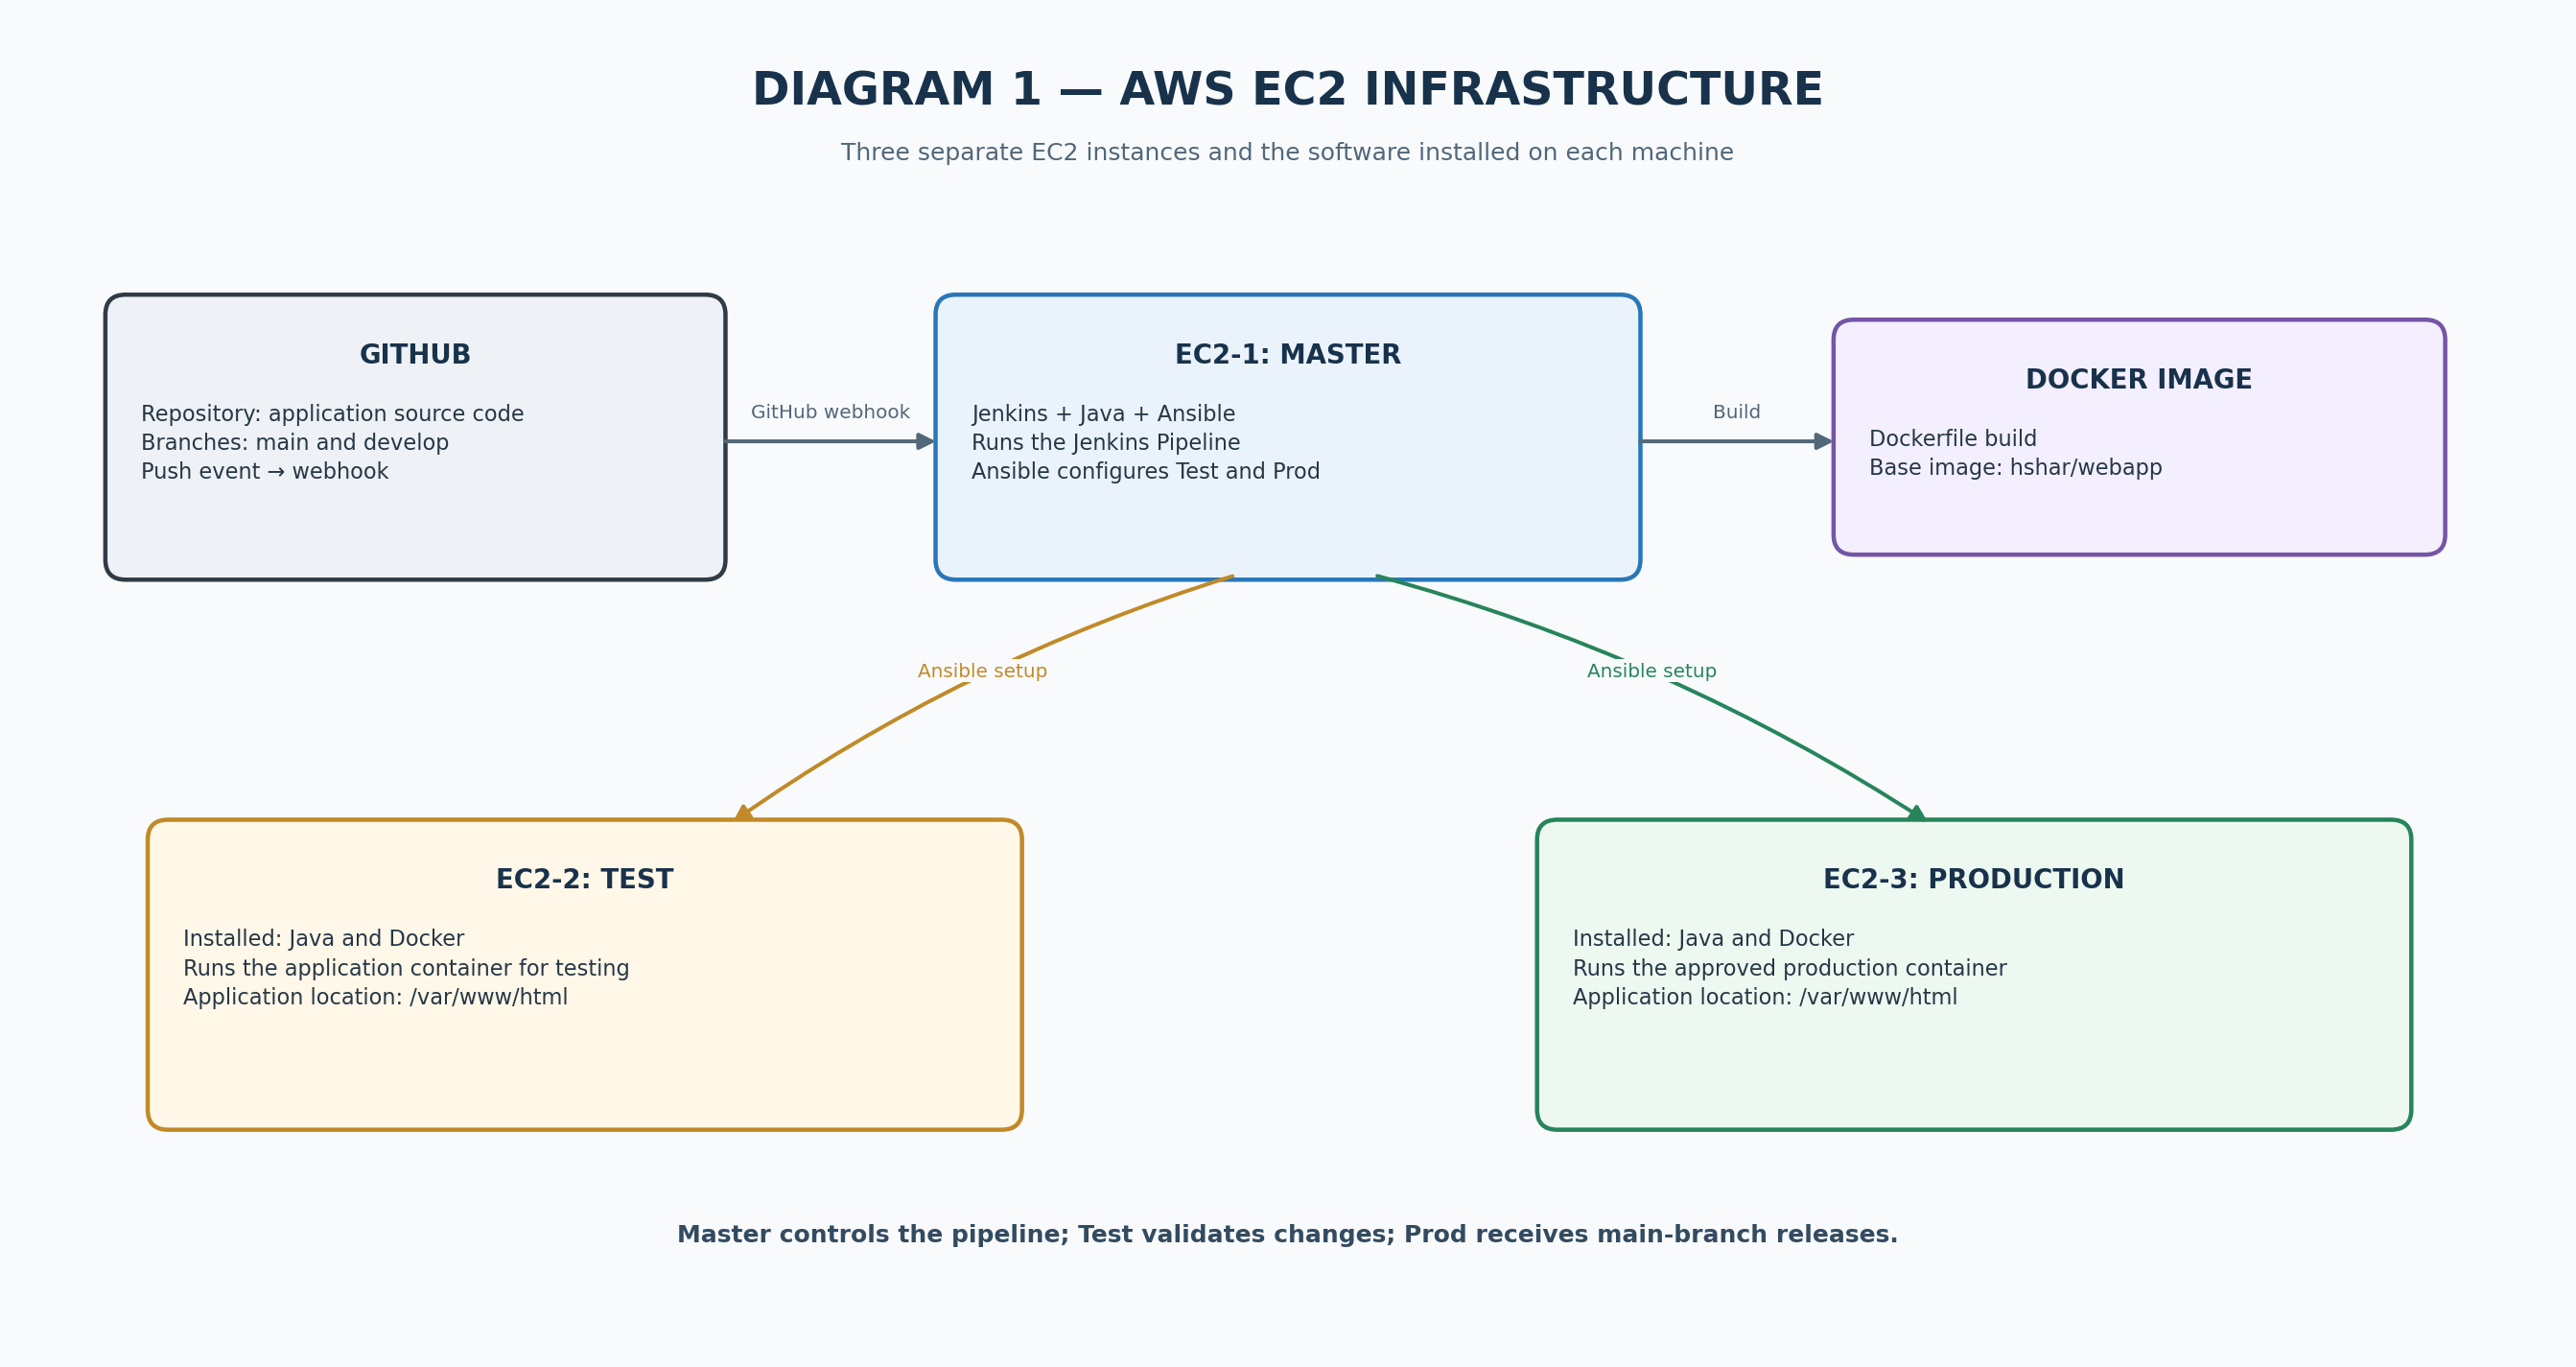 DIAGRAM 1 — AWS EC2 INFRASTRUCTURE
Three separate EC2 instances and the software installed on each machine
GITHUB
Repository: application source code
Branches: main and develop
Push event → webhook
GitHub webhook
EC2-1: MASTER
Jenkins + Java + Ansible
Runs the Jenkins Pipeline
Ansible configures Test and Prod
Build
DOCKER IMAGE
Dockerfile build
Base image: hshar/webapp
Ansible setup
Ansible setup
EC2-2: TEST
Installed: Java and Docker
Runs the application container for testing
Application location: /var/www/html
EC2-3: PRODUCTION
Installed: Java and Docker
Runs the approved production container
Application location: /var/www/html
Master controls the pipeline; Test validates changes; Prod receives main-branch releases.